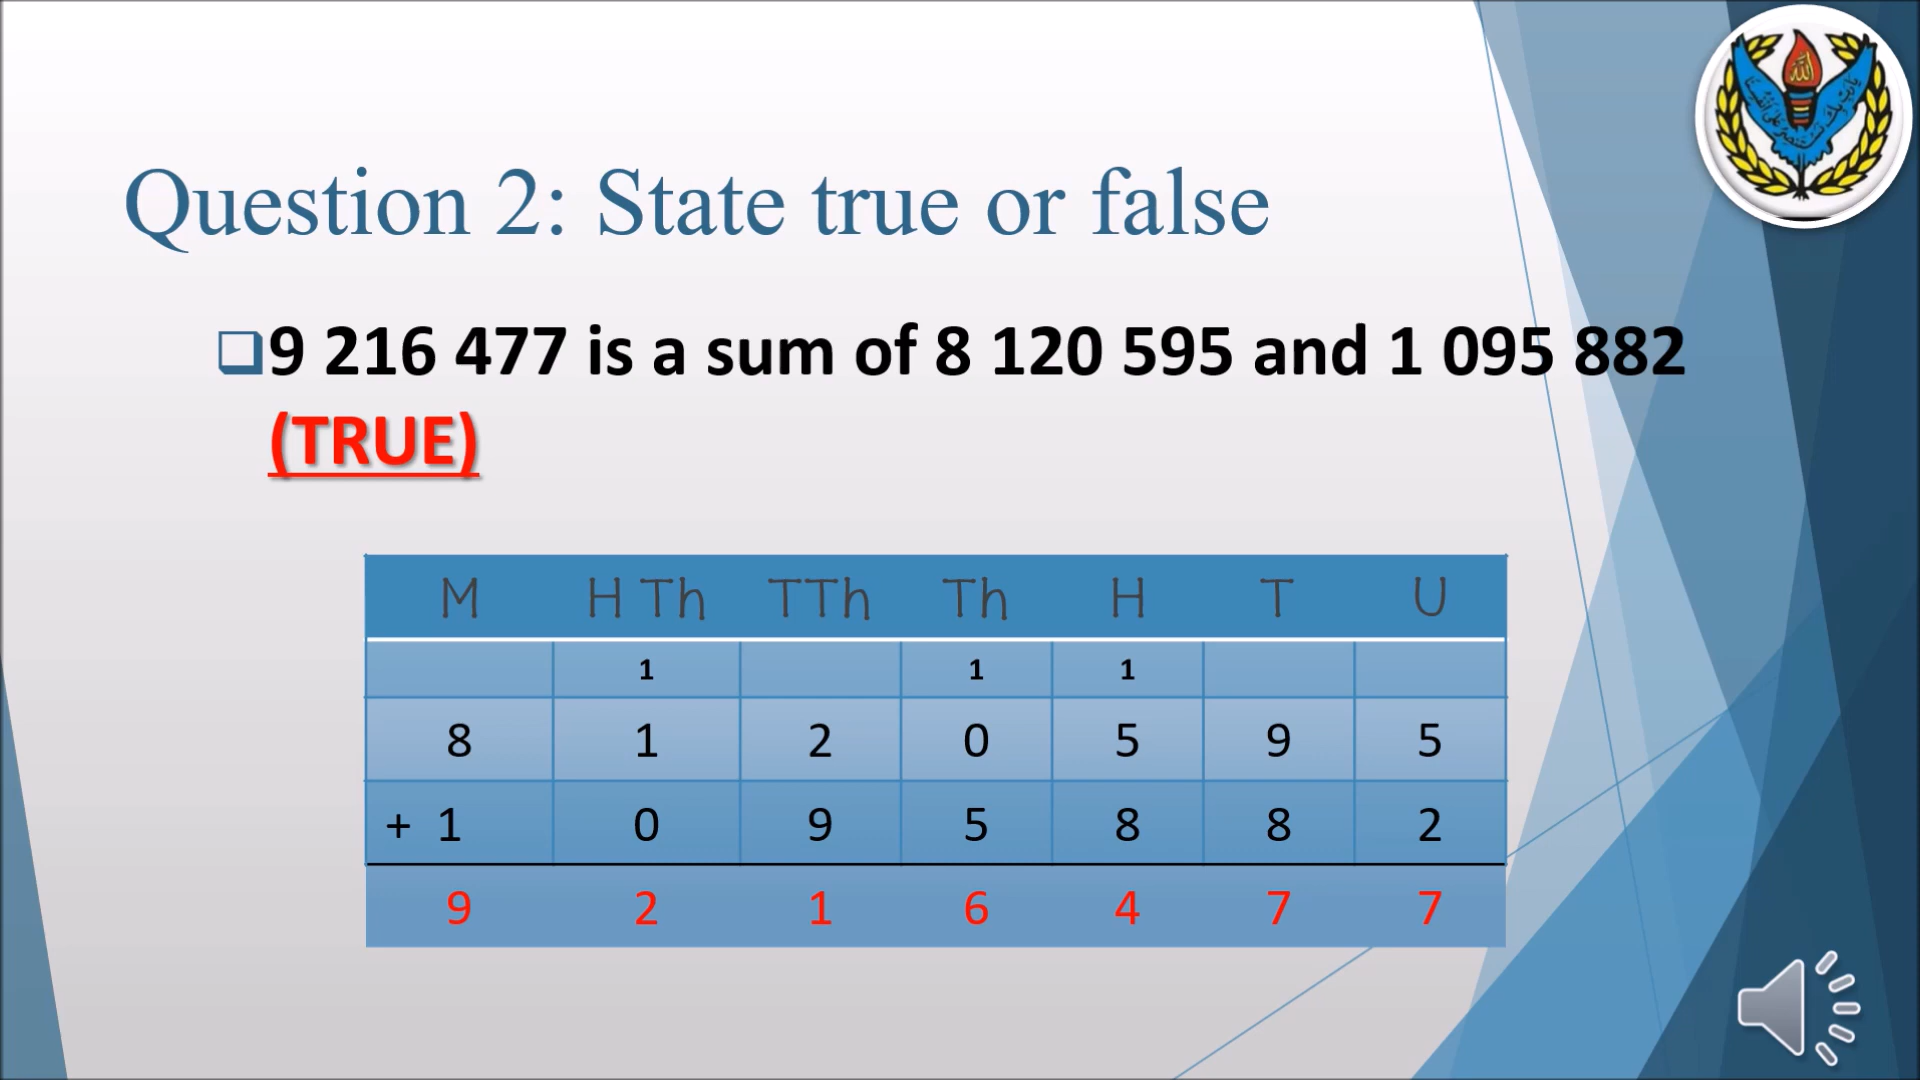 Question 2: State true or false
9 216 477 is a sum of 8 120 595 and 1 095 882
(TRUE)
M H Th TTh Th H T U
1 1 1
8 1 2 0 5 9 5
+ 1 0 9 5 8 8 2
9 2 1 6 4 7 7